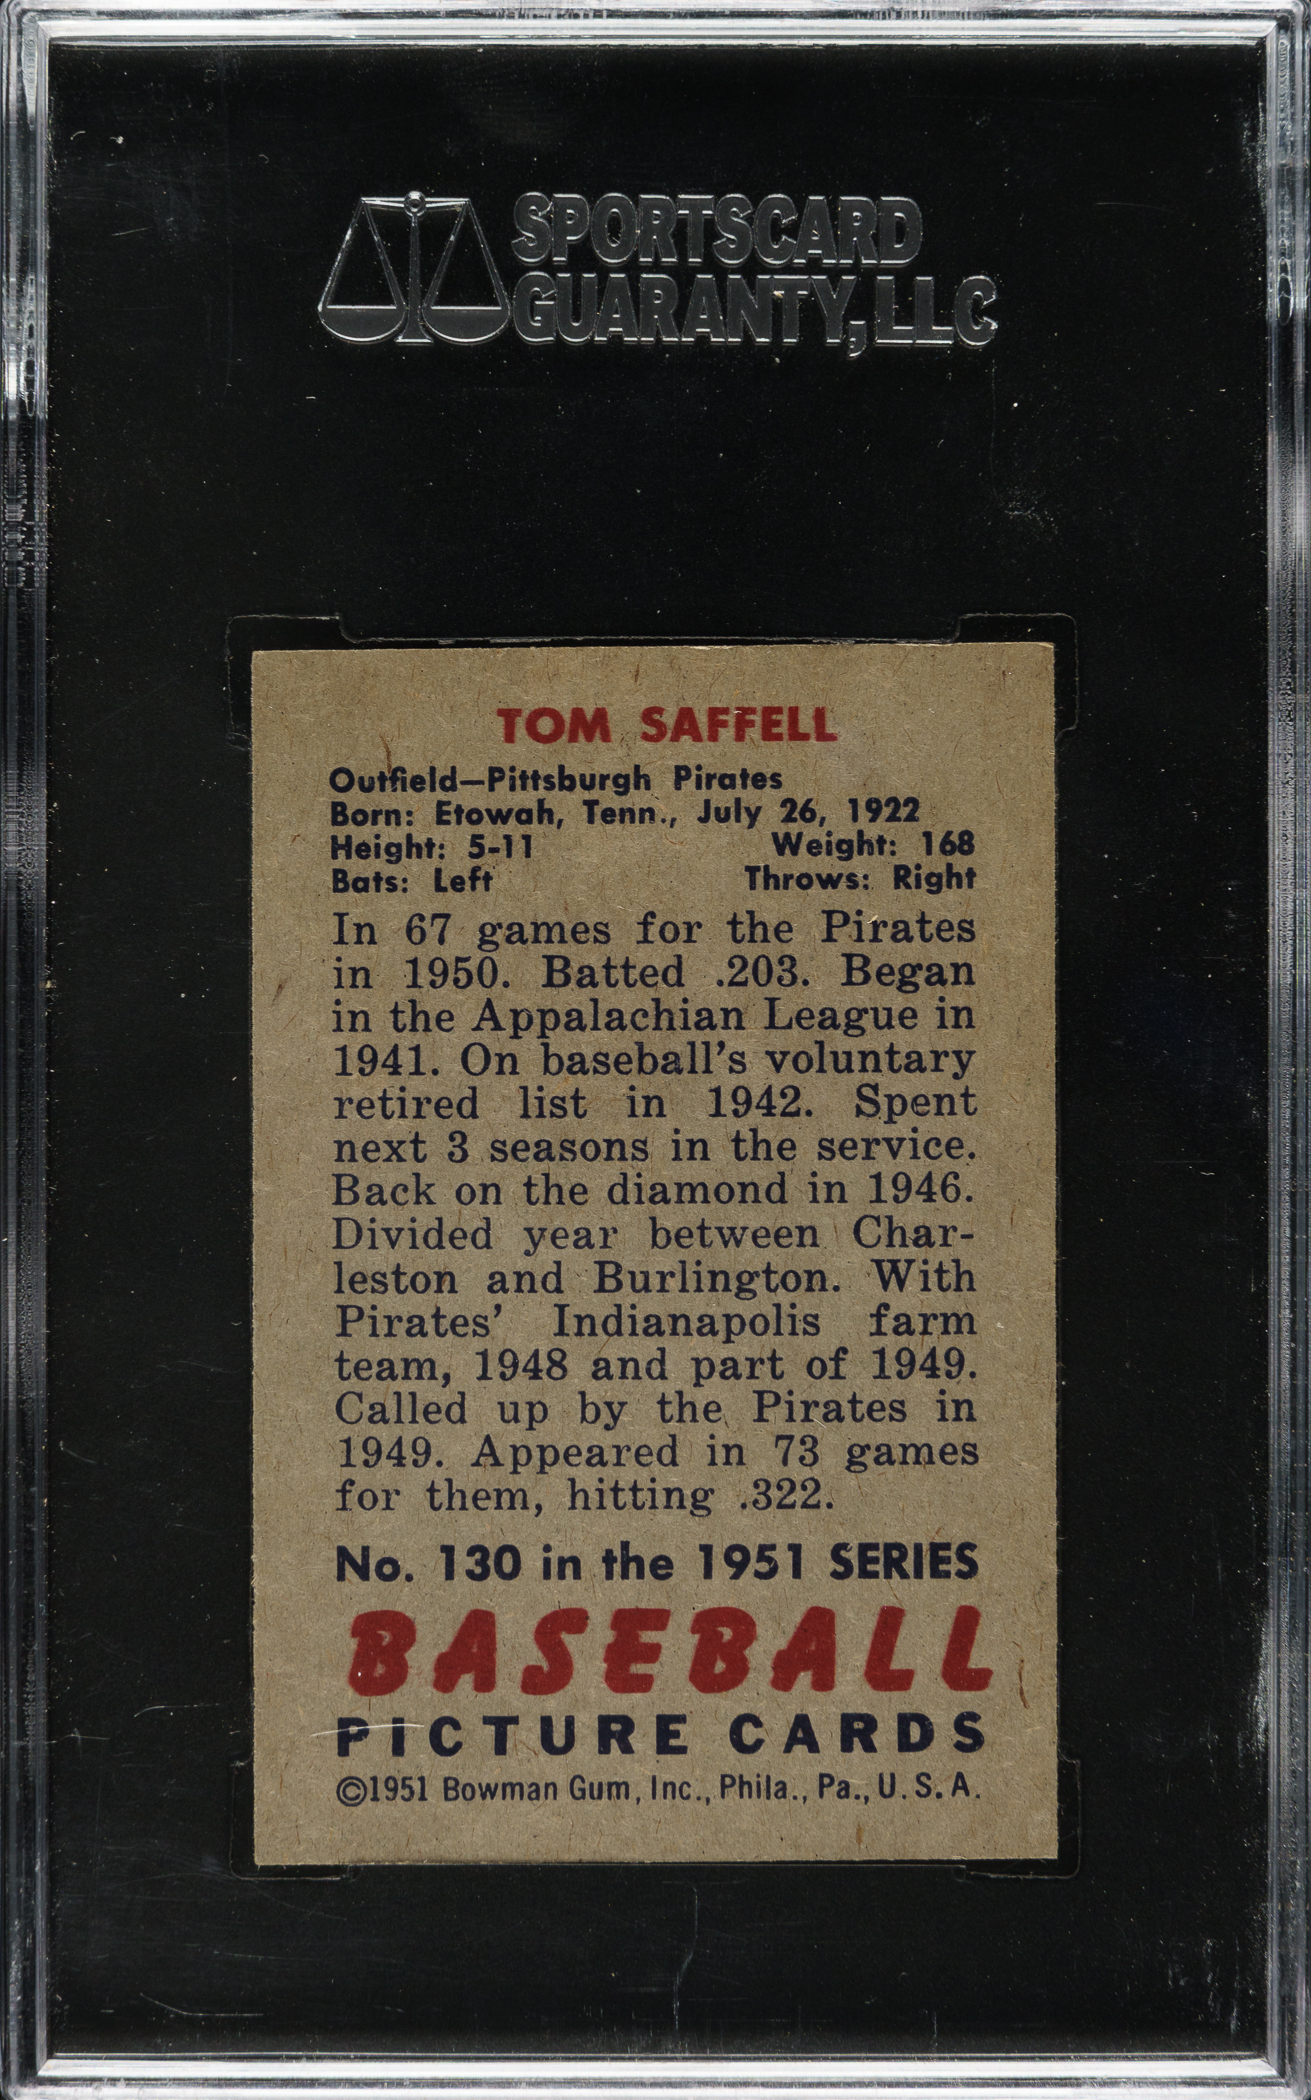 SPORTSCARD
GUARANTY, LLC
TOM SAFFELL
Outfield—Pittsburgh Pirates
Born: Etowah, Tenn., July 26, 1922
Height: 5-11 Weight: 168
Bats: Left Throws: Right
In 67 games for the Pirates
in 1950. Batted .203. Began
in the Appalachian League in
1941. On baseball's voluntary
retired list in 1942. Spent
next 3 seasons in the service.
Back on the diamond in 1946.
Divided year between Char-
leston and Burlington. With
Pirates' Indianapolis farm
team, 1948 and part of 1949.
Called up by the Pirates in
1949. Appeared in 73 games
for them, hitting .322.
No. 130 in the 1951 SERIES
BASEBALL
PICTURE CARDS
©1951 Bowman Gum, Inc., Phila., Pa., U.S.A.